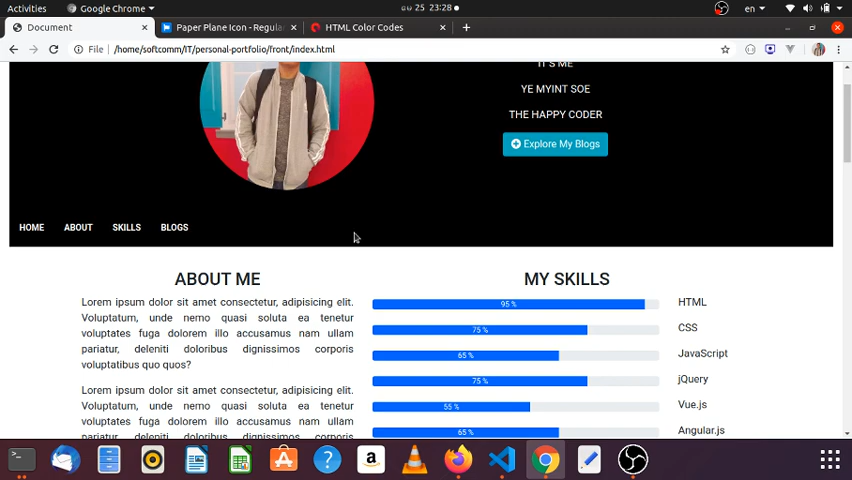 Activities
Google Chrome
23:28
en
Document
Paper Plane Icon - Regular
HTML Color Codes
File
/home/softcomm/IT/personal-portfolio/front/index.html
IT'S ME
YE MYINT SOE
THE HAPPY CODER
Explore My Blogs
HOME
ABOUT
SKILLS
BLOGS
ABOUT ME
Lorem ipsum dolor sit amet consectetur, adipisicing elit.
Voluptatum, unde nemo quasi soluta ea tenetur
voluptates fuga dolorem illo accusamus nam ullam
pariatur, deleniti doloribus dignissimos corporis
voluptatibus quo quos?
Lorem ipsum dolor sit amet consectetur, adipisicing elit.
Voluptatum, unde nemo quasi soluta ea tenetur
voluptates fuga dolorem illo accusamus nam ullam
MY SKILLS
95 %
HTML
75 %
CSS
65 %
JavaScript
75 %
jQuery
55 %
Vue.js
65 %
Angular.js